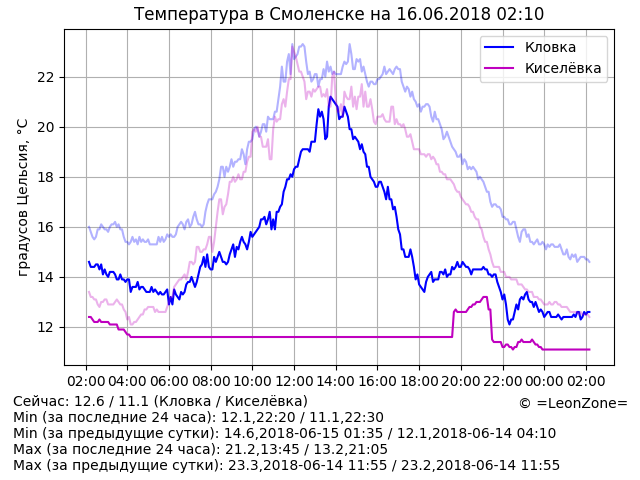 Температура в Смоленске на 16.06.2018 02:10
Кловка
Киселёвка
градусов Цельсия, °C
22
20
18
16
14
12
02:00 04:00 06:00 08:00 10:00 12:00 14:00 16:00 18:00 20:00 22:00 00:00 02:00
Сейчас: 12.6 / 11.1 (Кловка / Киселёвка)
© =LeonZone=
Min (за последние 24 часа): 12.1,22:20 / 11.1,22:30
Min (за предыдущие сутки): 14.6,2018-06-15 01:35 / 12.1,2018-06-14 04:10
Max (за последние 24 часа): 21.2,13:45 / 13.2,21:05
Max (за предыдущие сутки): 23.3,2018-06-14 11:55 / 23.2,2018-06-14 11:55